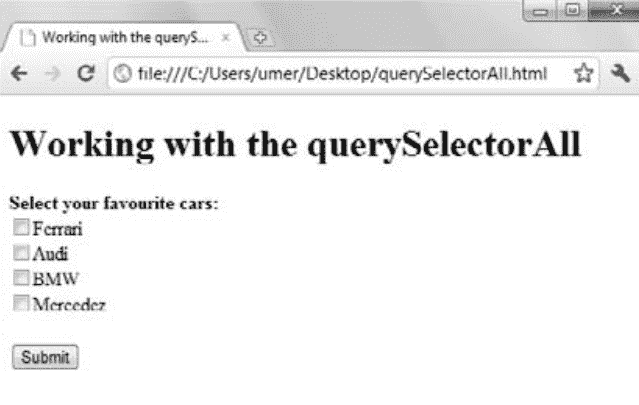 Working with the queryS...
file:///C:/Users/umer/Desktop/querySelectorAll.html
Working with the querySelectorAll
Select your favourite cars:
Ferrari
Audi
BMW
Mercedez
Submit